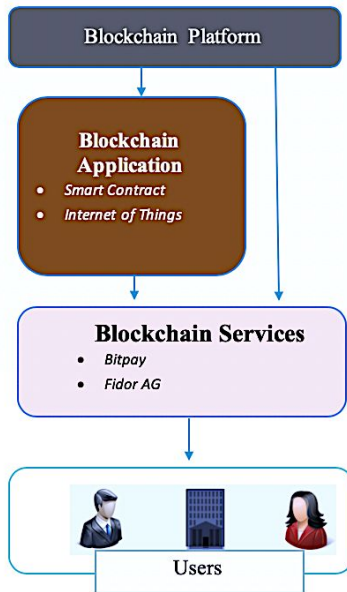 Blockchain Platform
Blockchain
Application
• Smart Contract
• Internet of Things
Blockchain Services
• Bitpay
• Fidor AG
Users